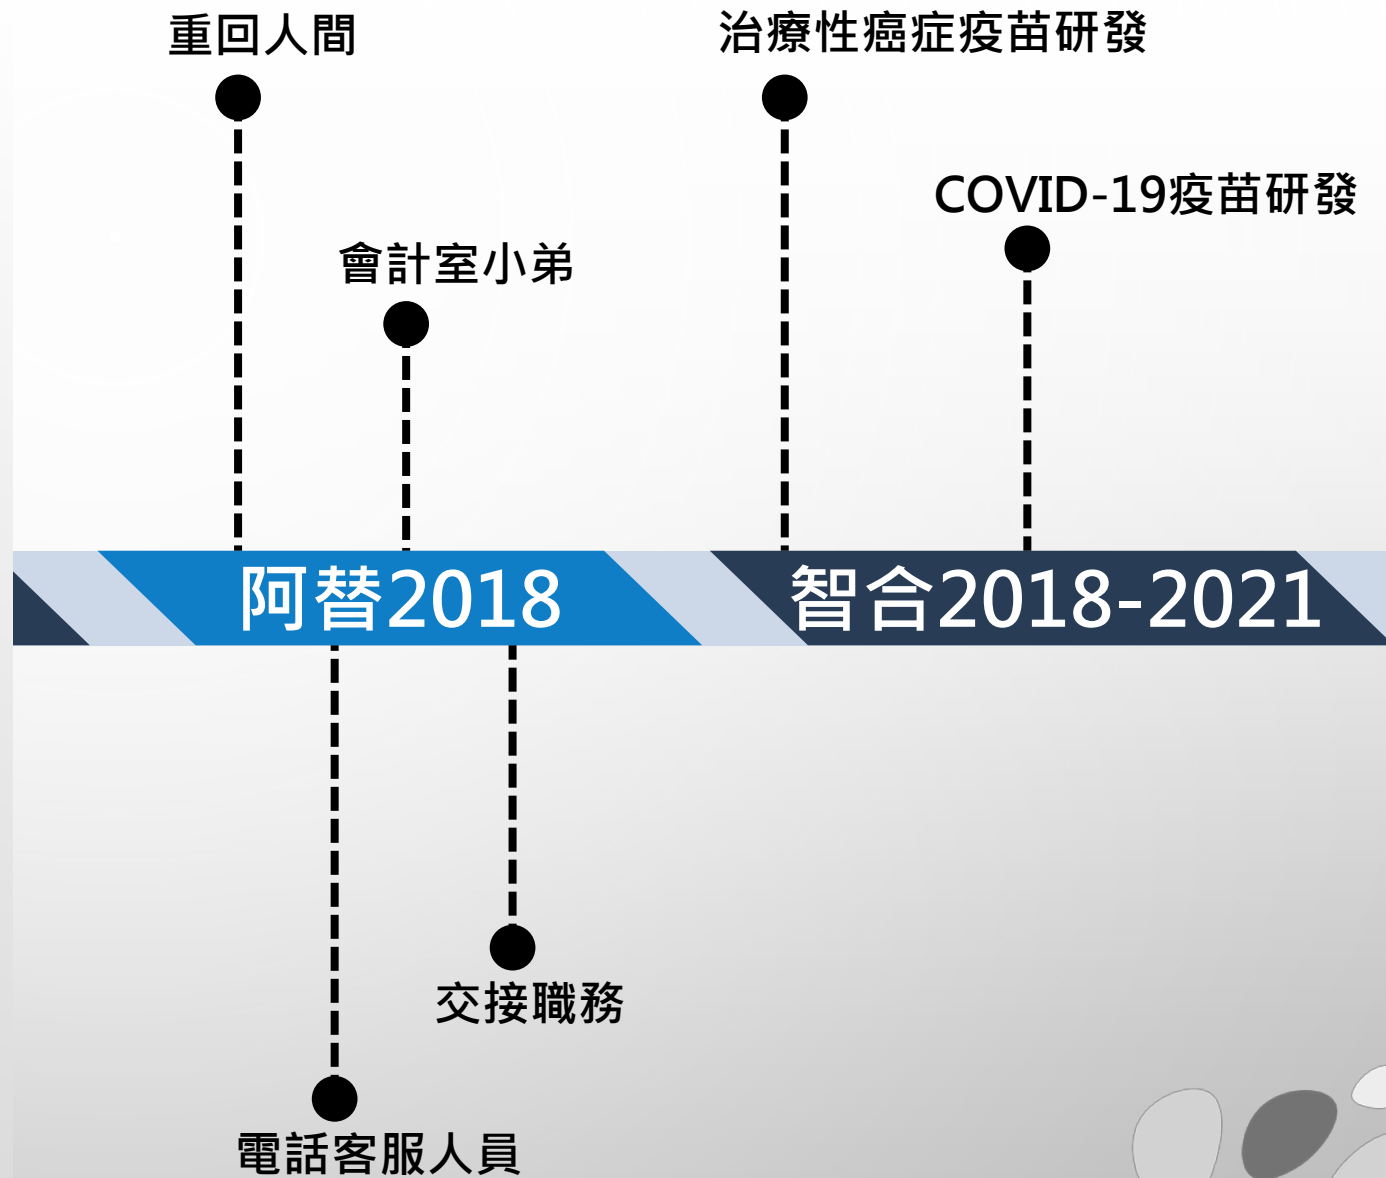 重回人間
治療性癌症疫苗研發
COVID-19疫苗研發
會計室小弟
阿替2018
智合2018-2021
交接職務
電話客服人員